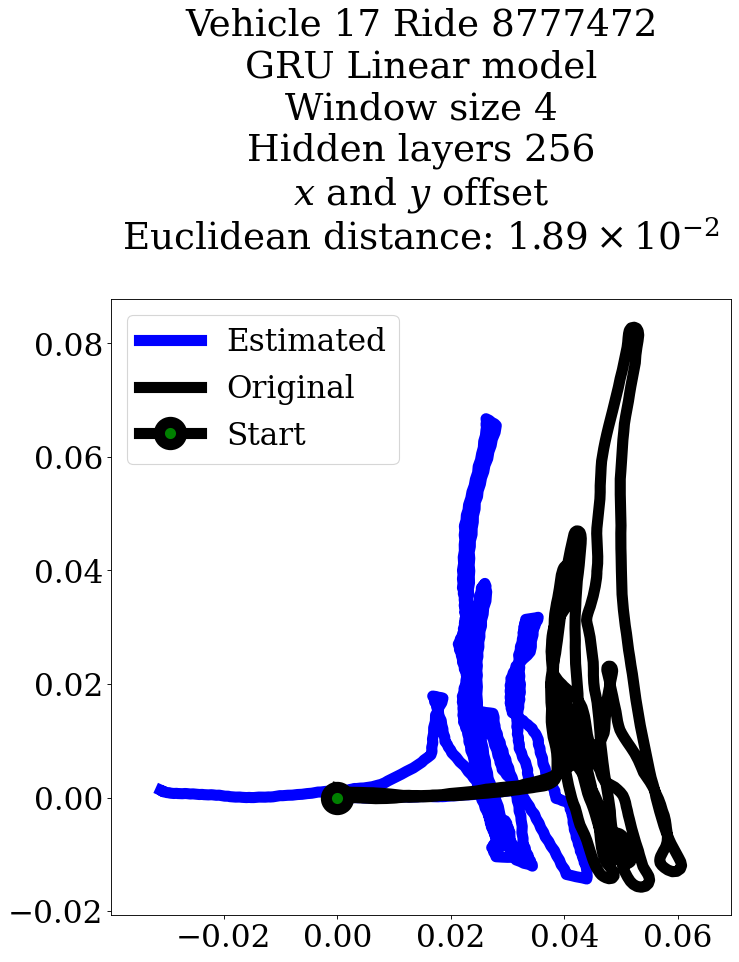 Vehicle 17 Ride 8777472
GRU Linear model
Window size 4
Hidden layers 256
x and y offset
Euclidean distance: 1.89 × 10⁻²
Estimated
Original
Start
0.08
0.06
0.04
0.02
0.00
−0.02
−0.02 0.00 0.02 0.04 0.06